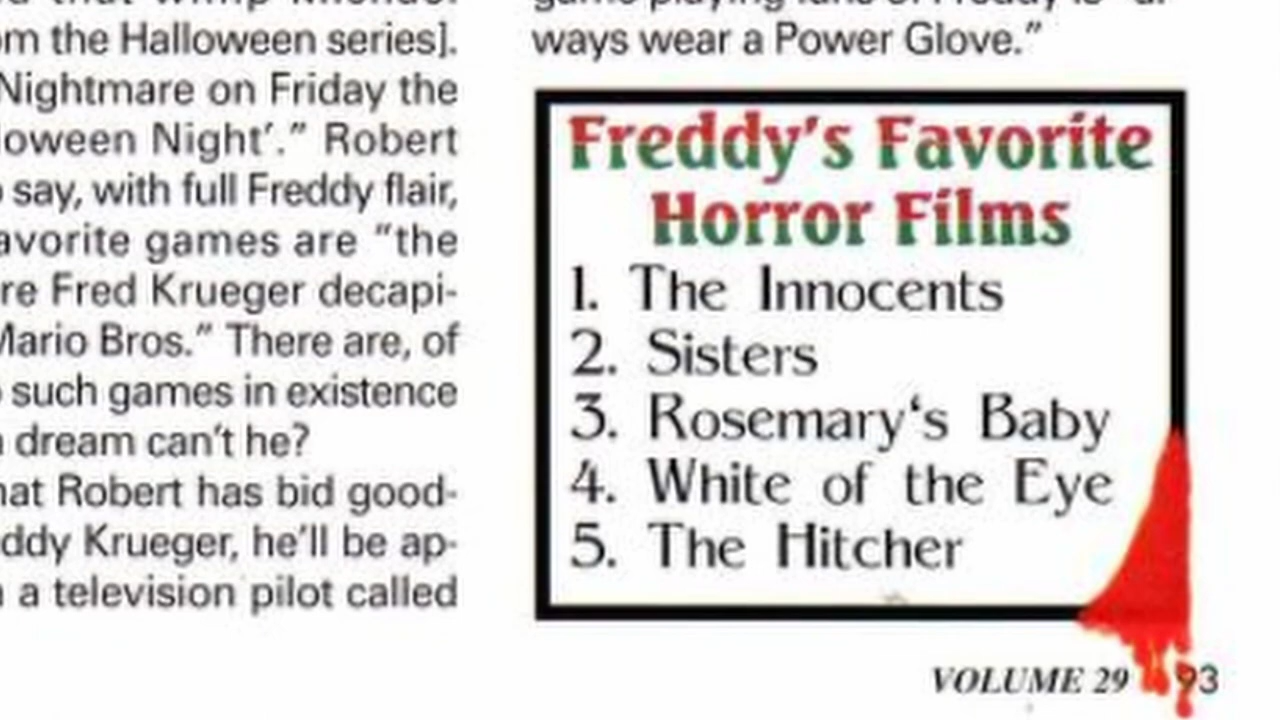 om the Halloween series].
Nightmare on Friday the
loween Night'." Robert
say, with full Freddy flair,
avorite games are "the
re Fred Krueger decapi-
Mario Bros." There are, of
such games in existence
dream can't he?
hat Robert has bid good-
ddy Krueger, he'll be ap-
a television pilot called
ways wear a Power Glove."
Freddy's Favorite
Horror Films
1. The Innocents
2. Sisters
3. Rosemary's Baby
4. White of the Eye
5. The Hitcher
VOLUME 29 93